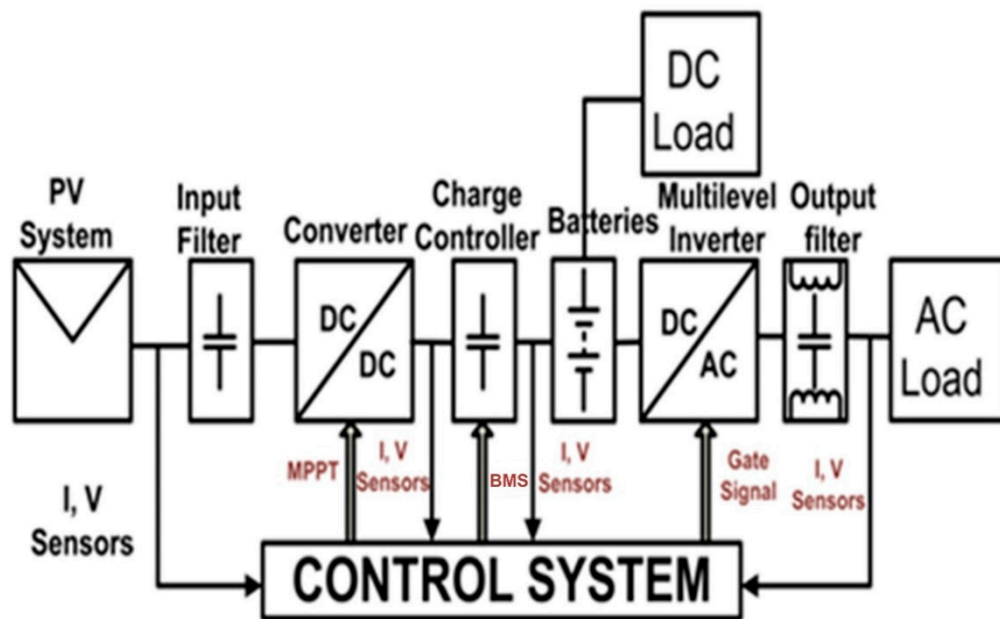 DC
Load
PV
System
Input
Filter
Converter
Charge
Controller
Batteries
Multilevel
Inverter
Output
filter
DC
DC
DC
AC
AC
Load
I, V
Sensors
MPPT
I, V
Sensors
BMS
I, V
Sensors
Gate
Signal
I, V
Sensors
CONTROL SYSTEM